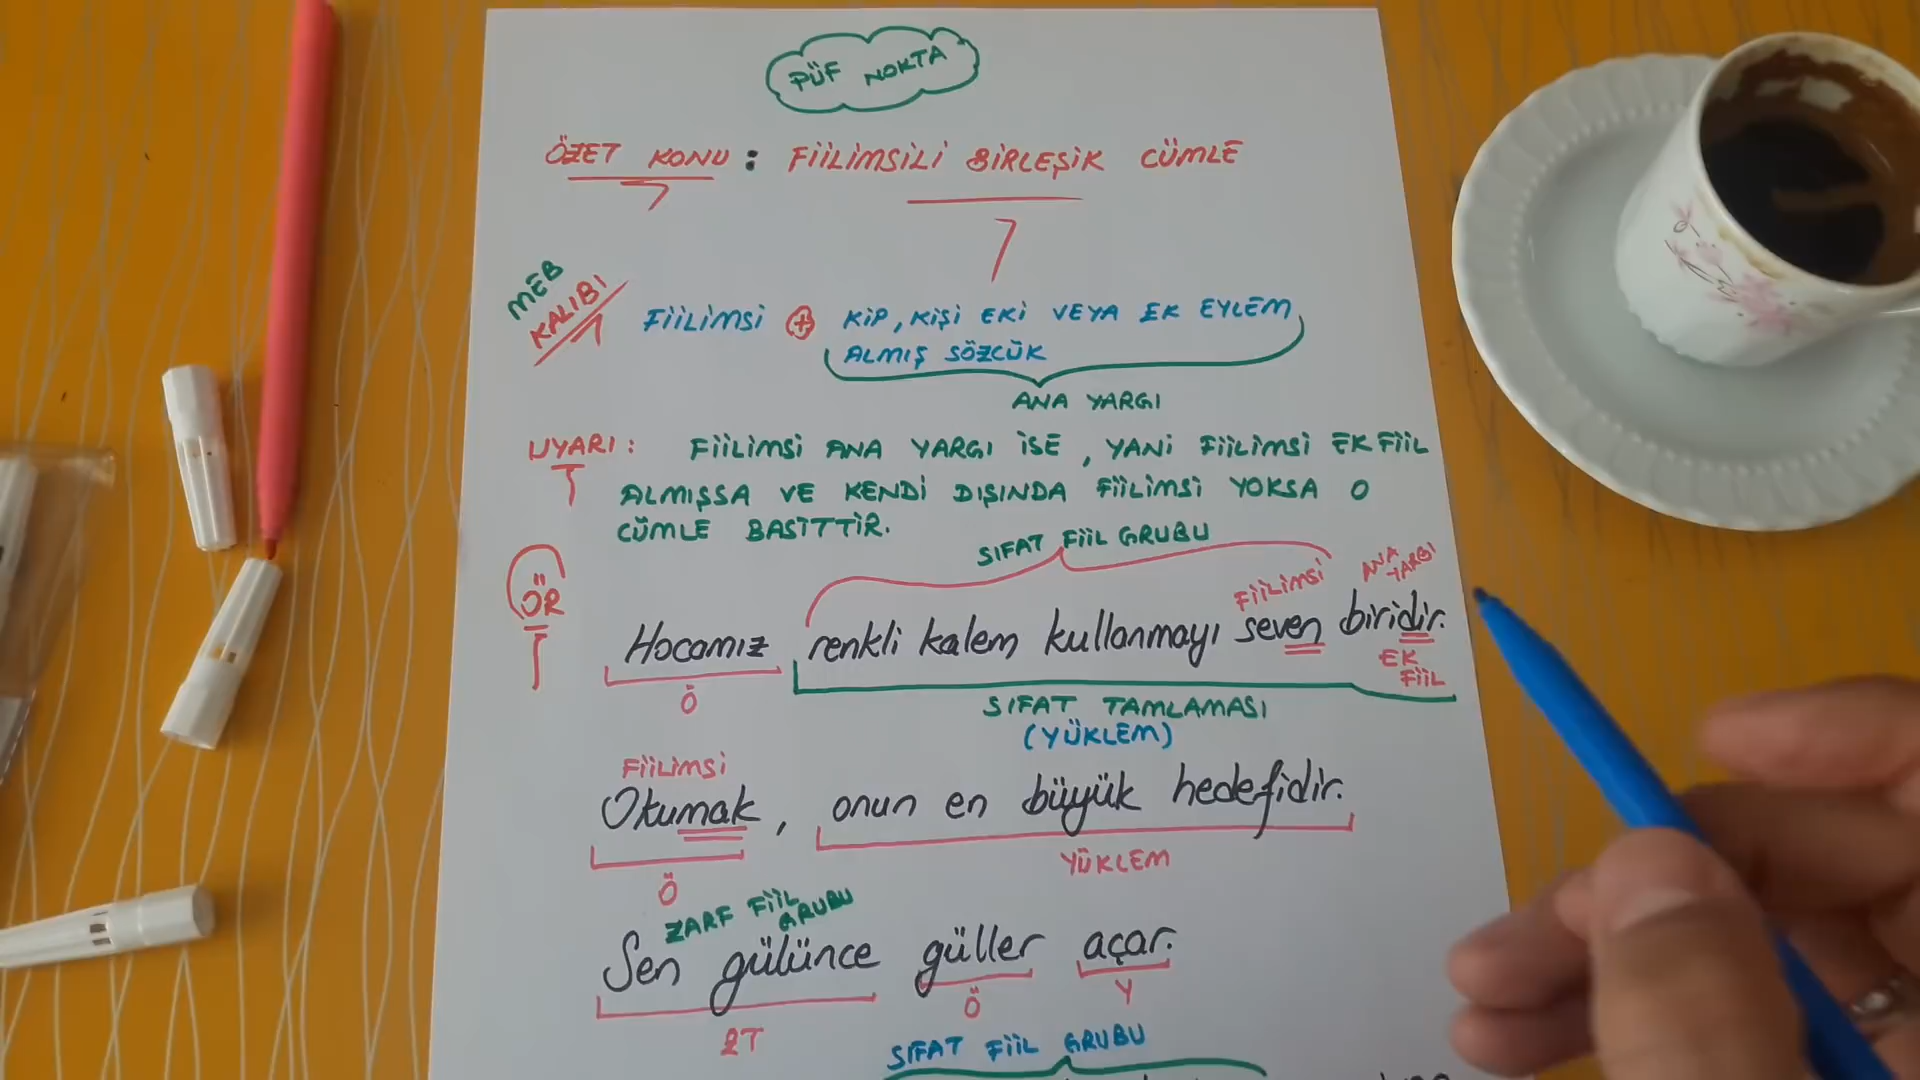 PÜF NOKTA
ÖZET KONU : FİİLİMSİLİ BİRLEŞİK CÜMLE
MEB
KALIBI
FİİLİMSİ + KİP, KİŞİ EKİ VEYA EK EYLEM
ALMIŞ SÖZCÜK
ANA YARGI
UYARI : FİİLİMSİ ANA YARGI İSE, YANİ FİİLİMSİ EK FİİL
ALMIŞSA VE KENDİ DIŞINDA FİİLİMSİ YOKSA O
CÜMLE BASİTTİR.
SIFAT FİİL GRUBU
ÖR
FİİLİMSİ
ANA YARGI
Hocamız renkli kalem kullanmayı seven biridir.
EK FİİL
Ö
SIFAT TAMLAMASI
(YÜKLEM)
FİİLİMSİ
Okumak, onun en büyük hedefidir.
Ö YÜKLEM
ZARF FİİL GRUBU
Sen gülünce güller açar.
ZT Ö Y
SIFAT FİİL GRUBU